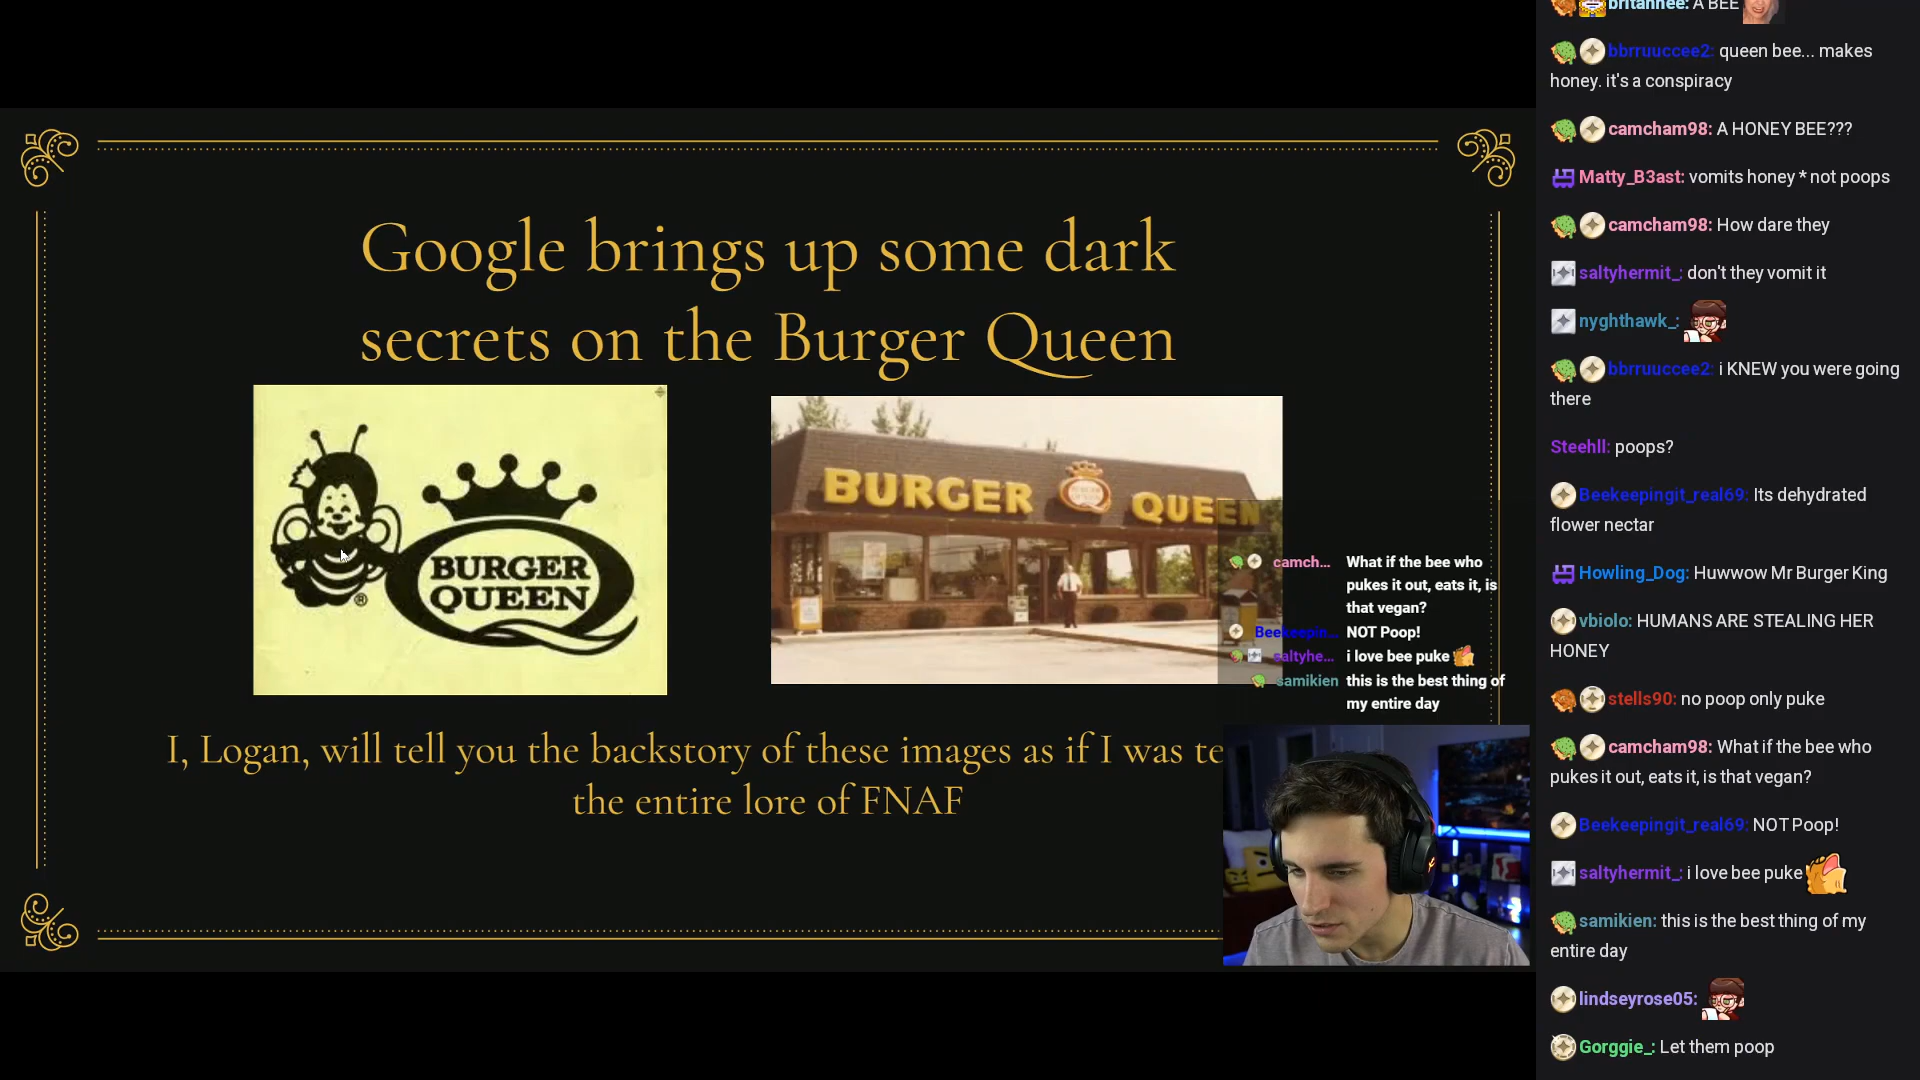 Google brings up some dark
secrets on the Burger Queen
BURGER
QUEEN
®
BURGER QUEEN
I, Logan, will tell you the backstory of these images as if I was te
the entire lore of FNAF
camch... What if the bee who
pukes it out, eats it, is
that vegan?
Beekeepin... NOT Poop!
saltyhe... i love bee puke
samikien this is the best thing of
my entire day
britannee: A BEE
bbrruuccee2: queen bee... makes
honey. it's a conspiracy
camcham98: A HONEY BEE???
Matty_B3ast: vomits honey * not poops
camcham98: How dare they
saltyhermit_: don't they vomit it
nyghthawk_:
bbrruuccee2: i KNEW you were going
there
Steehll: poops?
Beekeepingit_real69: Its dehydrated
flower nectar
Howling_Dog: Huwwow Mr Burger King
vbiolo: HUMANS ARE STEALING HER
HONEY
stells90: no poop only puke
camcham98: What if the bee who
pukes it out, eats it, is that vegan?
Beekeepingit_real69: NOT Poop!
saltyhermit_: i love bee puke
samikien: this is the best thing of my
entire day
lindseyrose05:
Gorggie_: Let them poop